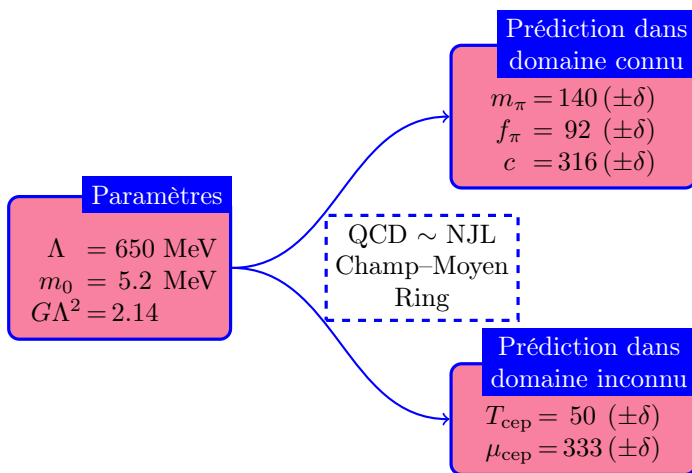 Prédiction dans
domaine connu
m_π = 140 (±δ)
f_π = 92 (±δ)
c = 316 (±δ)
Paramètres
Λ = 650 MeV
m_0 = 5.2 MeV
GΛ² = 2.14
QCD ∼ NJL
Champ–Moyen
Ring
Prédiction dans
domaine inconnu
T_cep = 50 (±δ)
μ_cep = 333 (±δ)